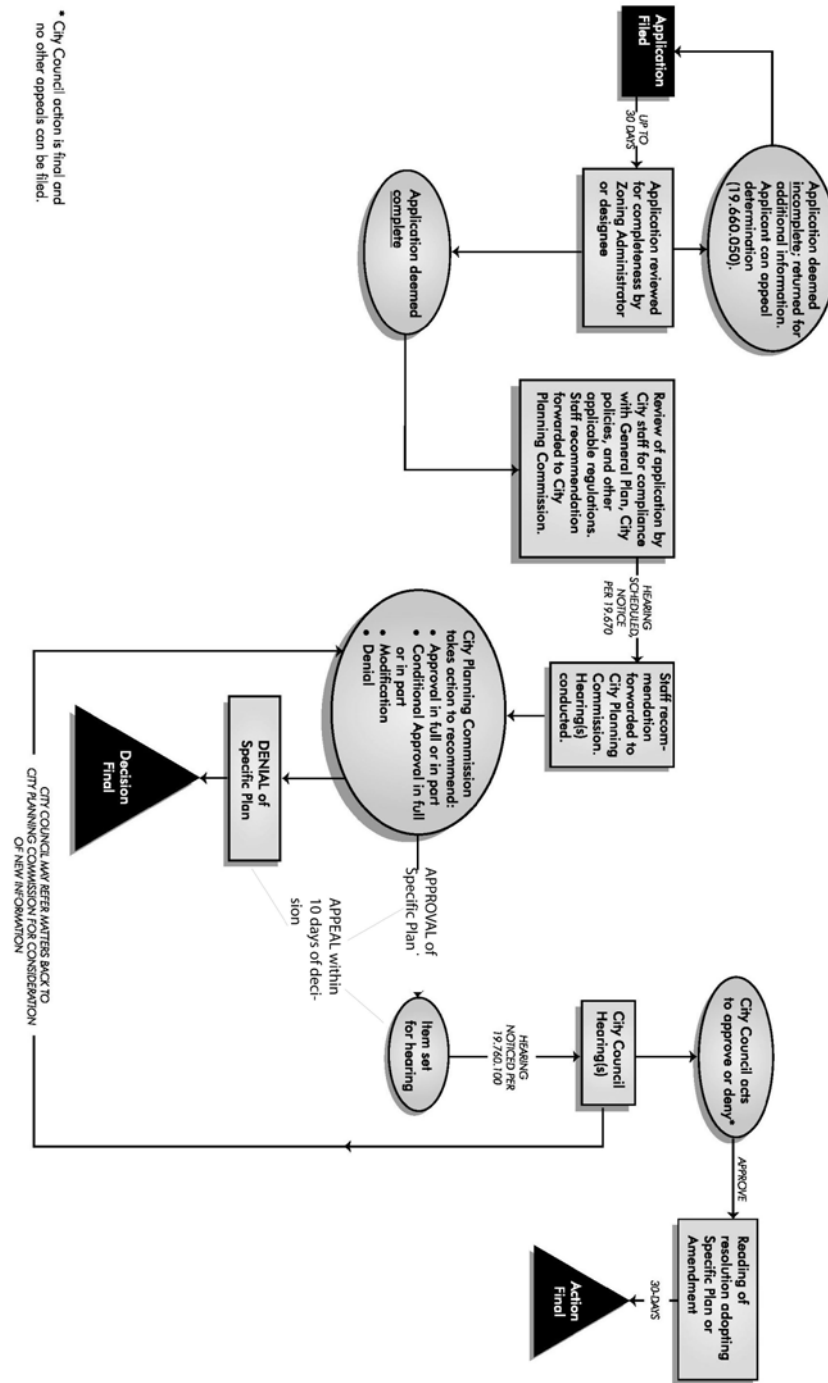 Application
Filed
UP TO
30 DAYS
Application deemed
incomplete; returned for
additional information.
Applicant can appeal
determination
(19.660.050).
Application reviewed
for completeness by
Zoning Administrator
or designee
Application deemed
complete
Review of application by
City staff for compliance
with General Plan, City
policies, and other
applicable regulations.
Staff recommendation
forwarded to City
Planning Commission.
HEARING
SCHEDULED,
NOTICE
PER 19.670
Staff recom-
mendation
forwarded to
City Planning
Commission.
Hearing(s)
conducted.
City Planning Commission
takes action to recommend:
• Approval in full or in part
• Conditional Approval in full
or in part
• Modification
• Denial
DENIAL of
Specific Plan
Decision
Final
APPROVAL of
Specific Plan
APPEAL within
10 days of deci-
sion
Item set
for hearing
HEARING
NOTICED PER
19.760.100
City Council
Hearing(s)
City Council acts
to approve or deny*
APPROVE
Reading of
resolution adopting
Specific Plan or
Amendment
30-DAYS
Action
Final
CITY COUNCIL MAY REFER MATTERS BACK TO
CITY PLANNING COMMISSION FOR CONSIDERATION
OF NEW INFORMATION
* City Council action is final and
no other appeals can be filed.